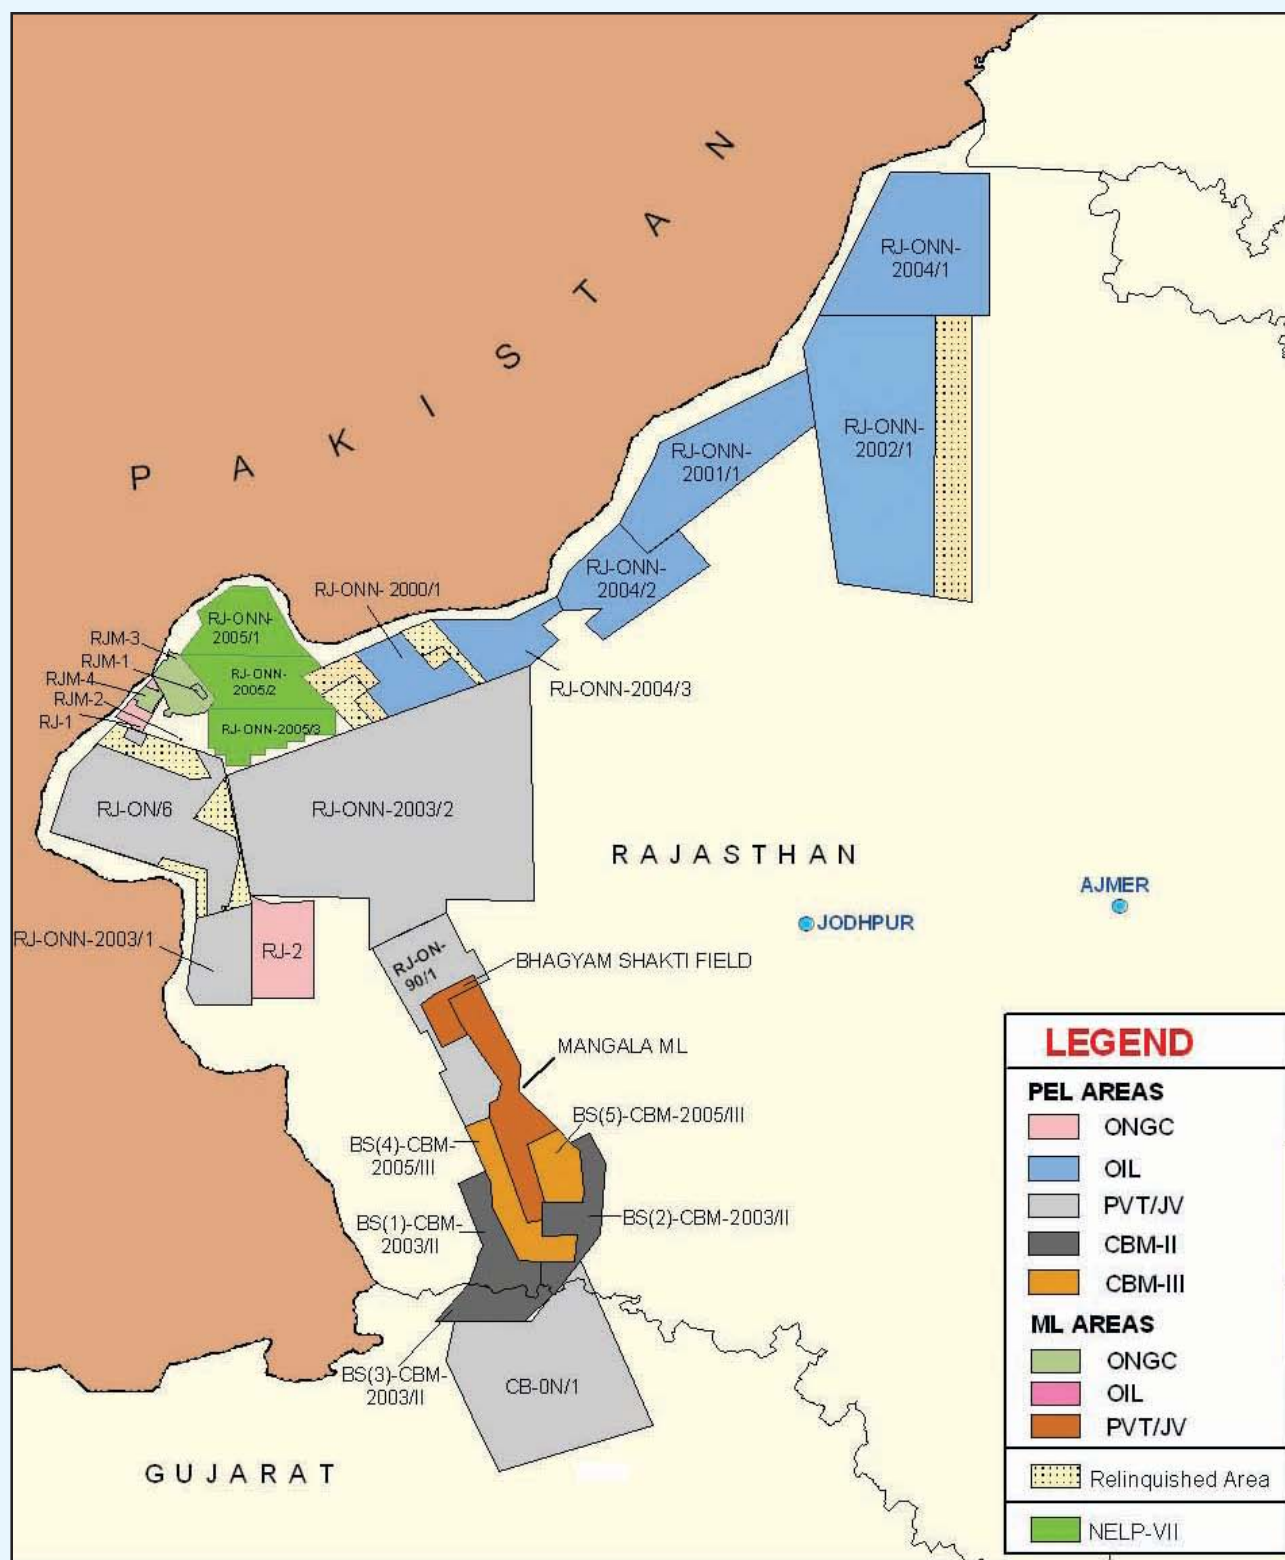 P A K I S T A N
RJ-ONN-
2004/1
RJ-ONN-
2002/1
RJ-ONN-
2001/1
RJ-ONN-
2004/2
RJ-ONN- 2000/1
RJ-ONN-
2005/1
RJM-3
RJM-1
RJM-4
RJM-2
RJ-1
RJ-ONN-
2005/2
RJ-ONN-2004/3
RJ-ONN-2005/3
RJ-ON/6
RJ-ONN-2003/2
RAJASTHAN
AJMER
JODHPUR
RJ-ONN-2003/1
RJ-2
RJ-ON-
90/1
BHAGYAM SHAKTI FIELD
MANGALA ML
BS(5)-CBM-2005/III
BS(4)-CBM-
2005/III
BS(1)-CBM-
2003/II
BS(2)-CBM-2003/II
BS(3)-CBM-
2003/II
CB-0N/1
GUJARAT
LEGEND
PEL AREAS
ONGC
OIL
PVT/JV
CBM-II
CBM-III
ML AREAS
ONGC
OIL
PVT/JV
Relinquished Area
NELP-VII